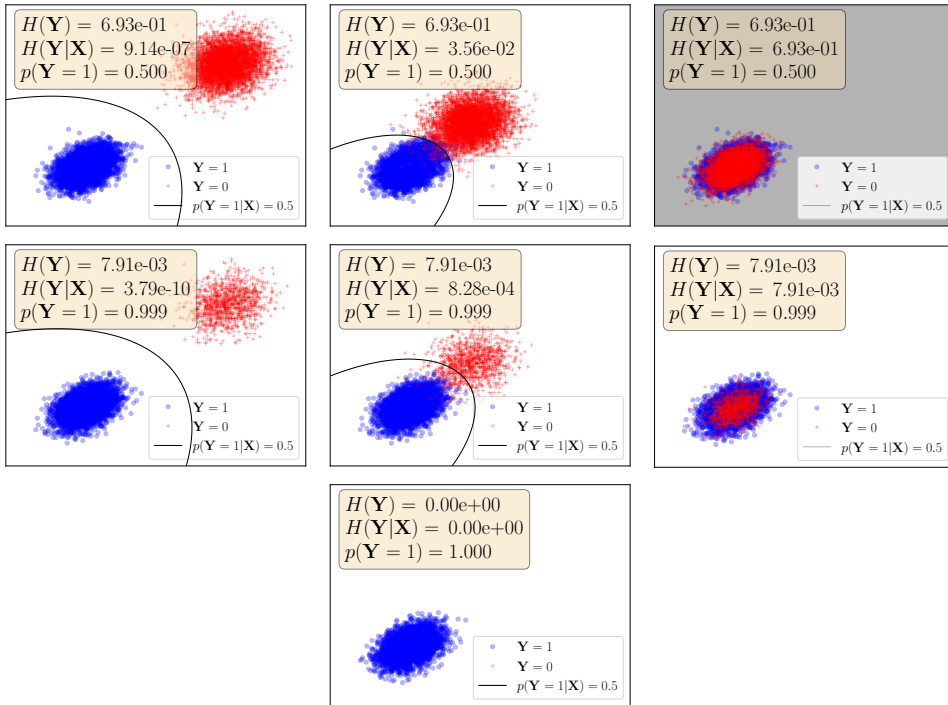 H(Y) = 6.93e-01
H(Y|X) = 9.14e-07
p(Y = 1) = 0.500
Y = 1
Y = 0
p(Y = 1|X) = 0.5
H(Y) = 6.93e-01
H(Y|X) = 3.56e-02
p(Y = 1) = 0.500
Y = 1
Y = 0
p(Y = 1|X) = 0.5
H(Y) = 6.93e-01
H(Y|X) = 6.93e-01
p(Y = 1) = 0.500
Y = 1
Y = 0
p(Y = 1|X) = 0.5
H(Y) = 7.91e-03
H(Y|X) = 3.79e-10
p(Y = 1) = 0.999
Y = 1
Y = 0
p(Y = 1|X) = 0.5
H(Y) = 7.91e-03
H(Y|X) = 8.28e-04
p(Y = 1) = 0.999
Y = 1
Y = 0
p(Y = 1|X) = 0.5
H(Y) = 7.91e-03
H(Y|X) = 7.91e-03
p(Y = 1) = 0.999
Y = 1
Y = 0
p(Y = 1|X) = 0.5
H(Y) = 0.00e+00
H(Y|X) = 0.00e+00
p(Y = 1) = 1.000
Y = 1
Y = 0
p(Y = 1|X) = 0.5